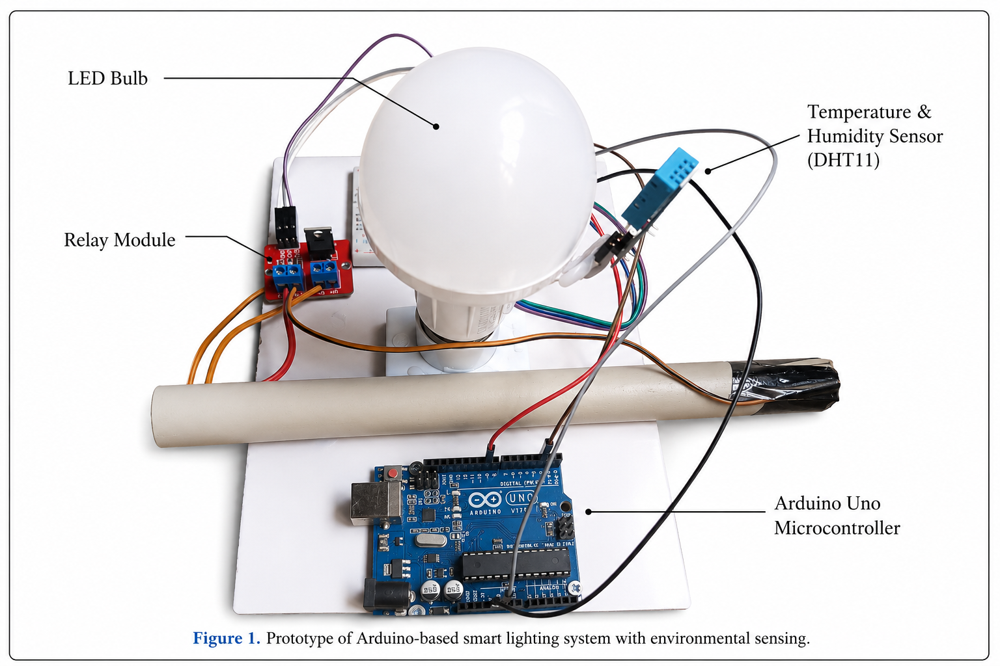 LED Bulb
Temperature &
Humidity Sensor
(DHT11)
Relay Module
DIGITAL
UNO
ARDUINO
ON
Arduino Uno
Microcontroller
Figure 1. Prototype of Arduino-based smart lighting system with environmental sensing.